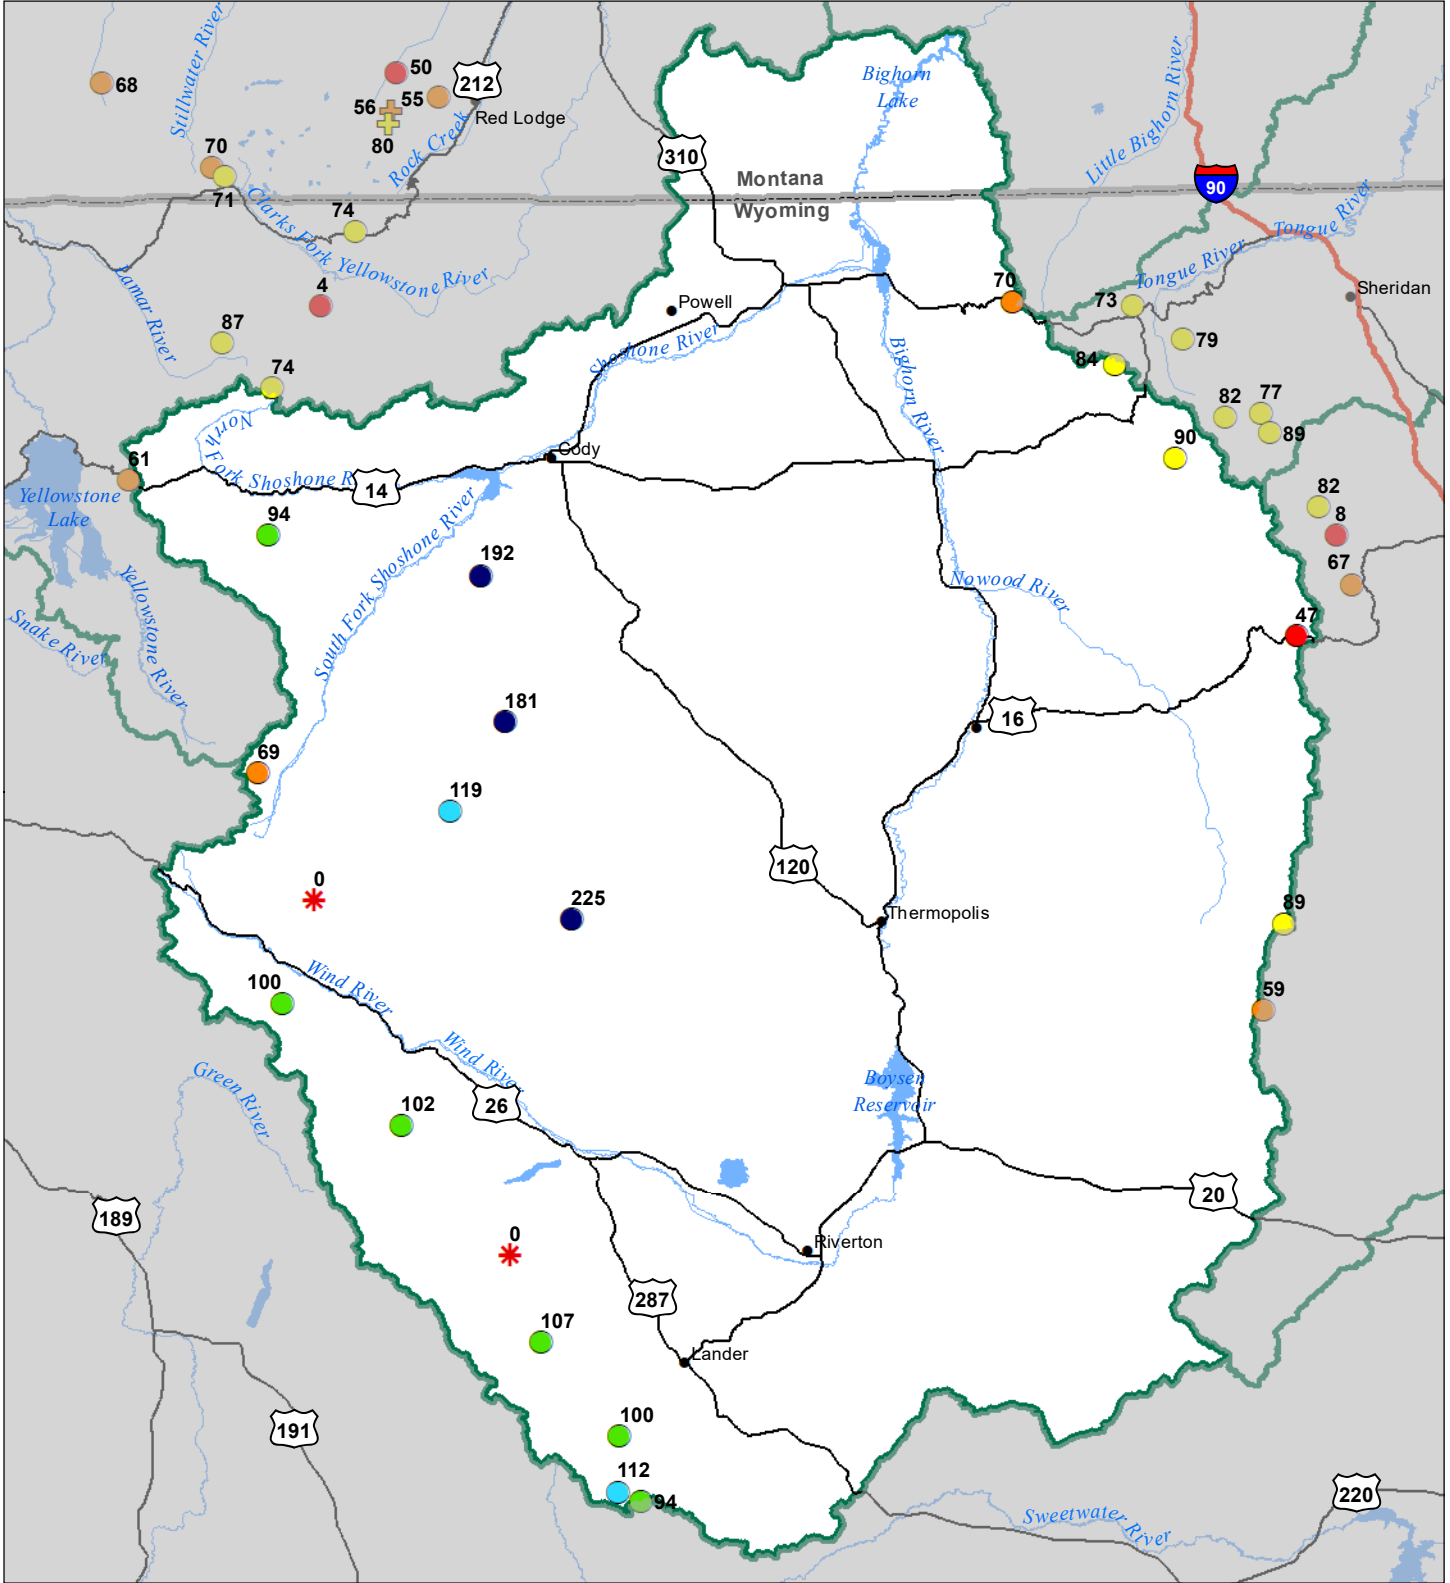 Stillwater River
68
50
212
56
55
80
Red Lodge
Rock Creek
70
71
Clarks Fork Yellowstone River
74
Lamar River
4
87
74
Bighorn
Lake
310
Montana
Wyoming
Little Bighorn River
90
Tongue River
Tongue River
Sheridan
70
73
79
84
82
77
89
90
82
8
67
47
Powell
Shoshone River
Bighorn River
North
Fork Shoshone R
14
Cody
61
Yellowstone
Lake
94
South Fork Shoshone River
192
Yellowstone River
Snake River
Nowood River
181
16
69
119
120
0
225
Thermopolis
89
100
Wind River
59
Wind River
Green River
Boysen
Reservoir
102
26
20
189
0
Riverton
287
107
Lander
191
100
112
94
220
Sweetwater River